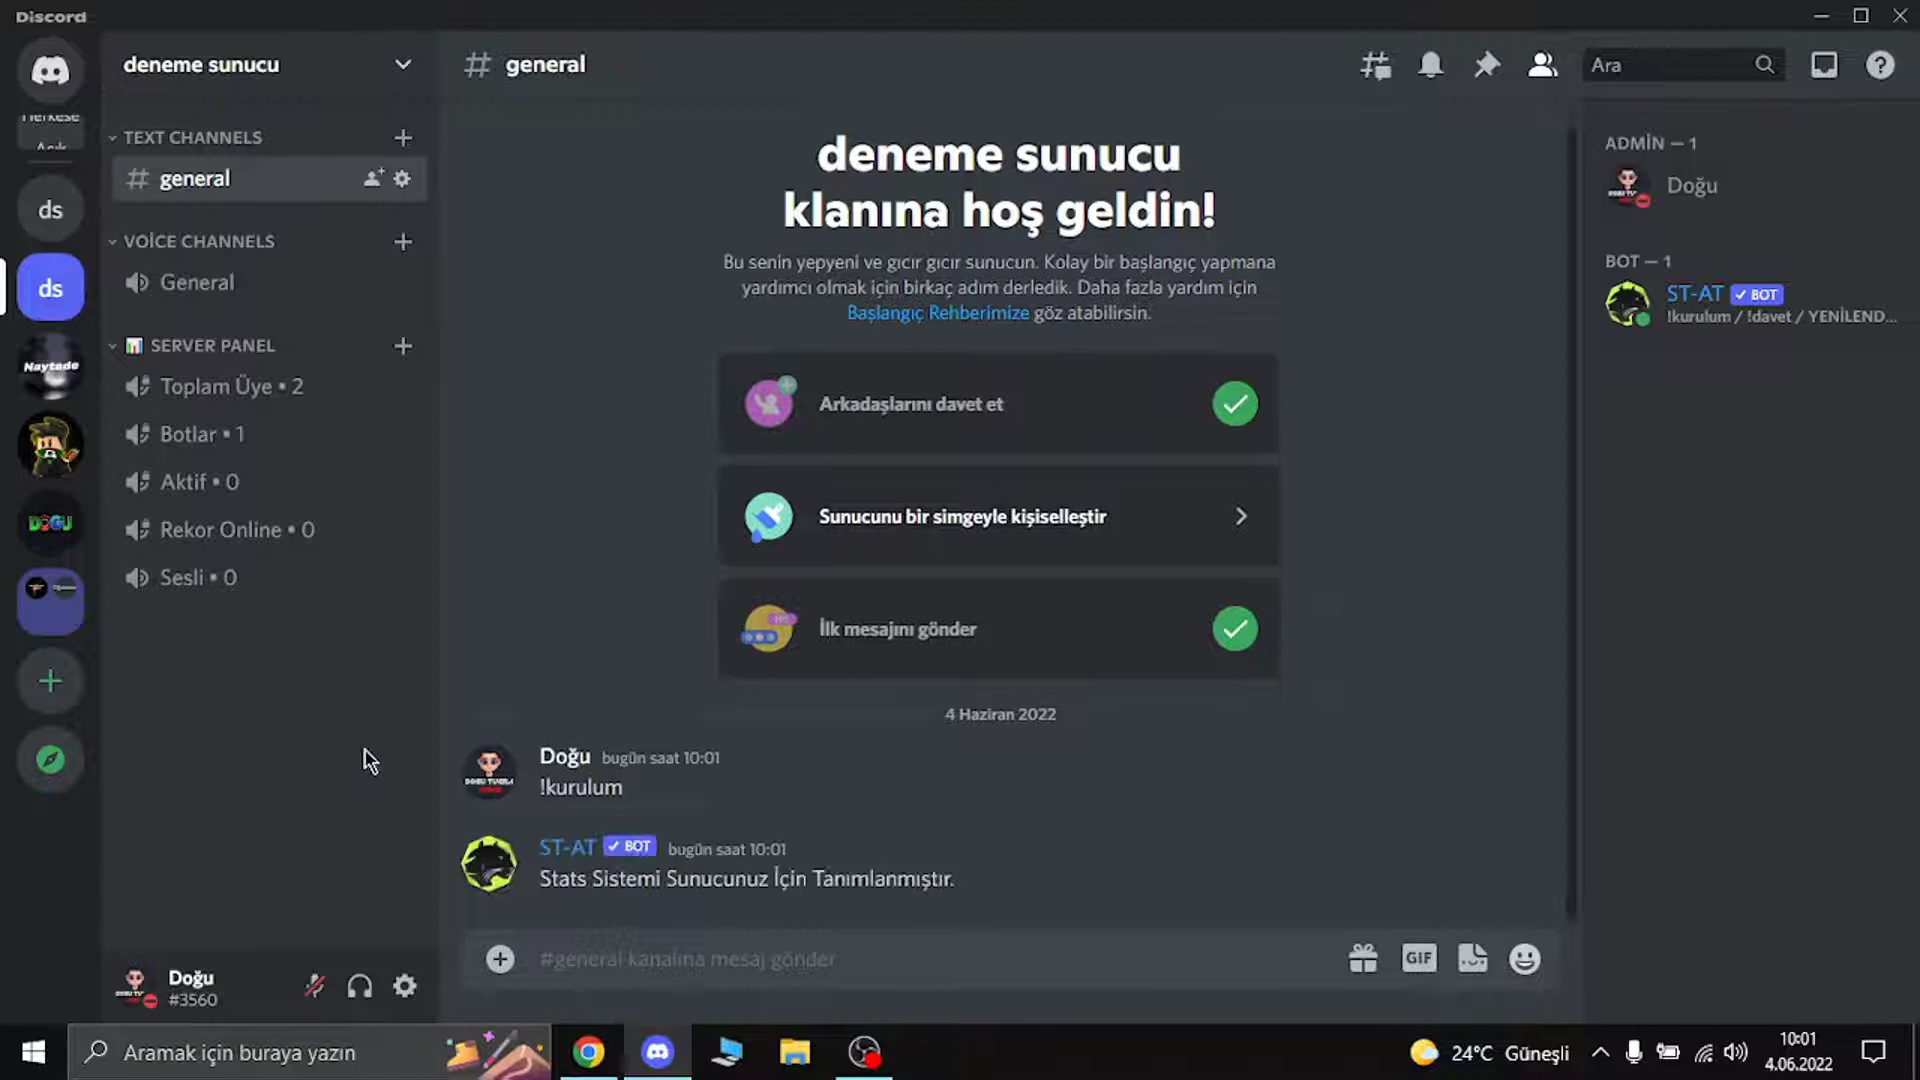 Discord
deneme sunucu
general
Ara
Herkese
Açık
ds
ds
Naytade
DOĞU
TEXT CHANNELS
general
VOİCE CHANNELS
General
SERVER PANEL
Toplam Üye • 2
Botlar • 1
Aktif • 0
Rekor Online • 0
Sesli • 0
Doğu
#3560
deneme sunucu
klanına hoş geldin!
Bu senin yepyeni ve gıcır gıcır sunucun. Kolay bir başlangıç yapmana
yardımcı olmak için birkaç adım derledik. Daha fazla yardım için
Başlangıç Rehberimize göz atabilirsin.
Arkadaşlarını davet et
Sunucunu bir simgeyle kişiselleştir
İlk mesajını gönder
4 Haziran 2022
Doğu bugün saat 10:01
!kurulum
ST-AT BOT bugün saat 10:01
Stats Sistemi Sunucunuz İçin Tanımlanmıştır.
#general kanalına mesaj gönder
GIF
ADMİN — 1
Doğu
BOT — 1
ST-AT BOT
!kurulum / !davet / YENİLEND...
Aramak için buraya yazın
24°C Güneşli
10:01
4.06.2022